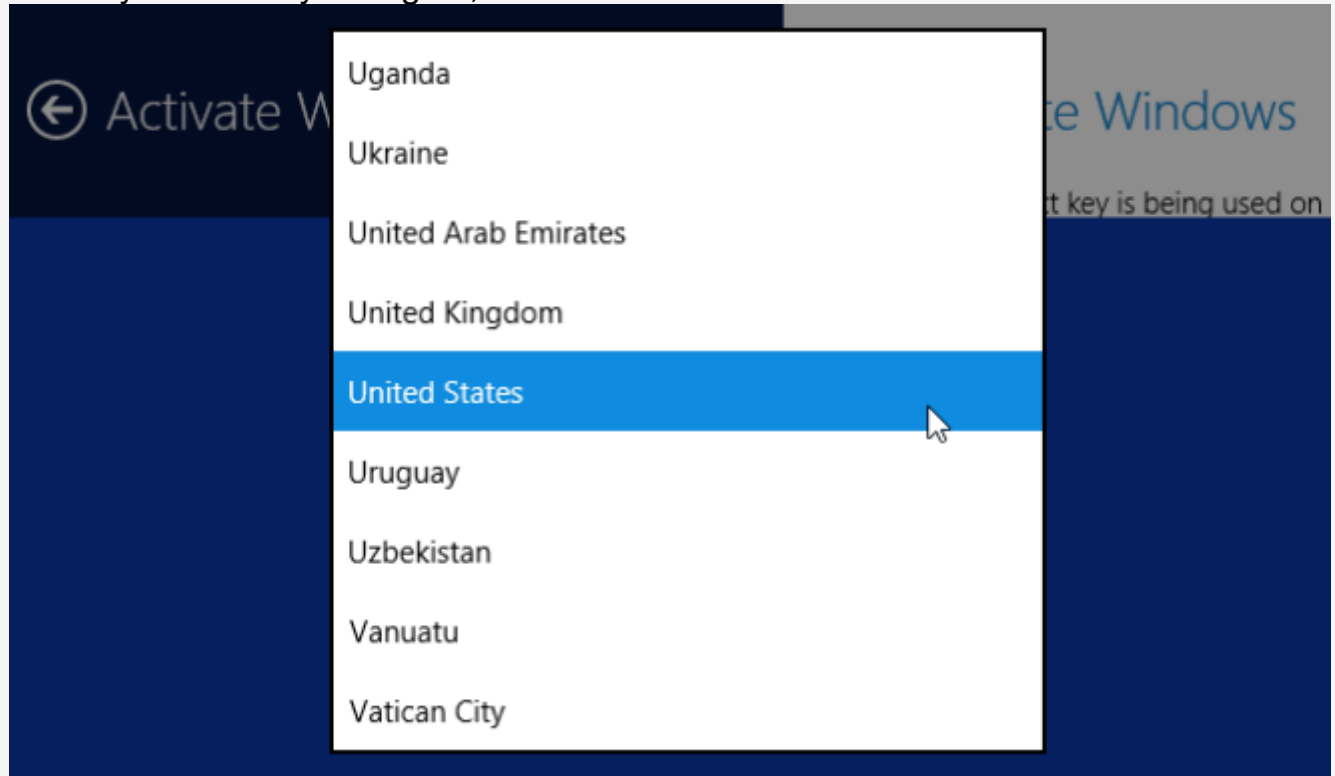 Activate W
Uganda
Ukraine
United Arab Emirates
United Kingdom
United States
Uruguay
Uzbekistan
Vanuatu
Vatican City
te Windows
t key is being used on